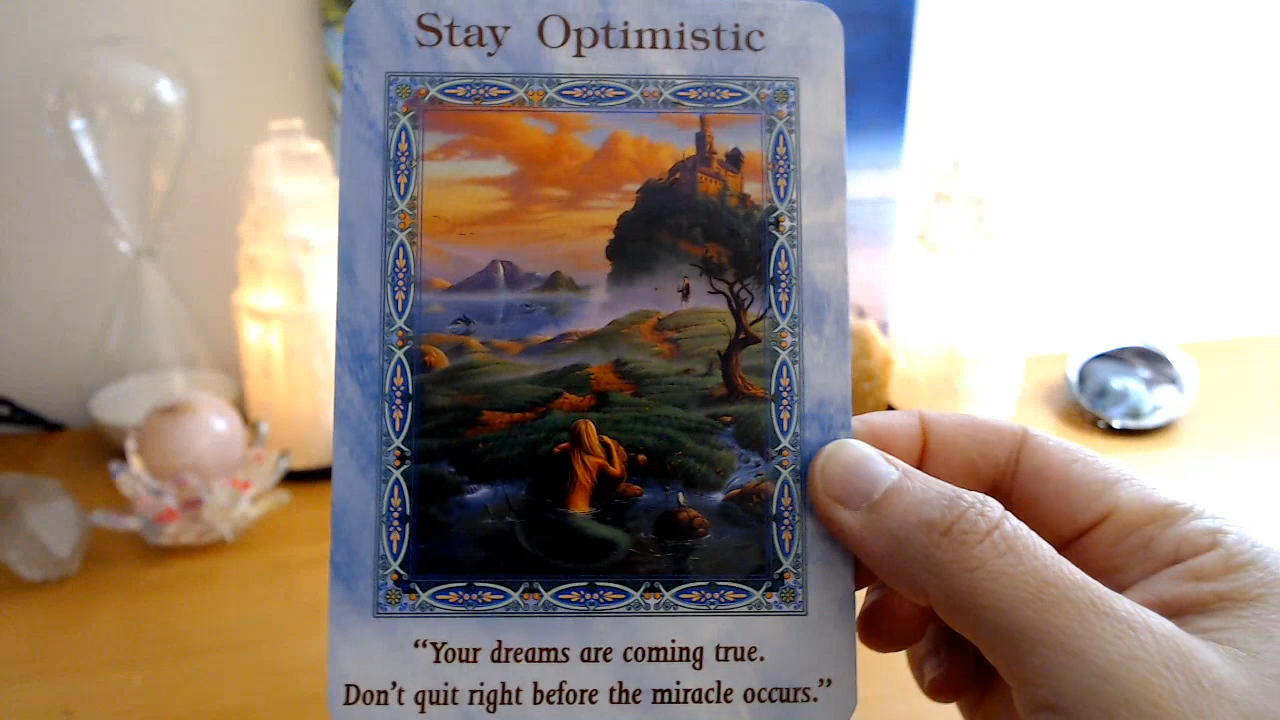 Stay Optimistic
“Your dreams are coming true.
Don’t quit right before the miracle occurs.”